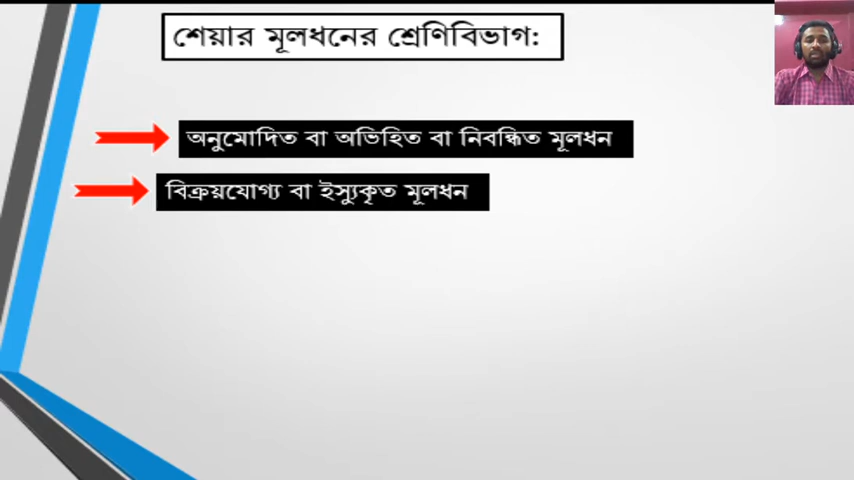 শেয়ার মূলধনের শ্রেণিবিভাগ:
অনুমোদিত বা অভিহিত বা নিবন্ধিত মূলধন
বিক্রয়যোগ্য বা ইস্যুকৃত মূলধন